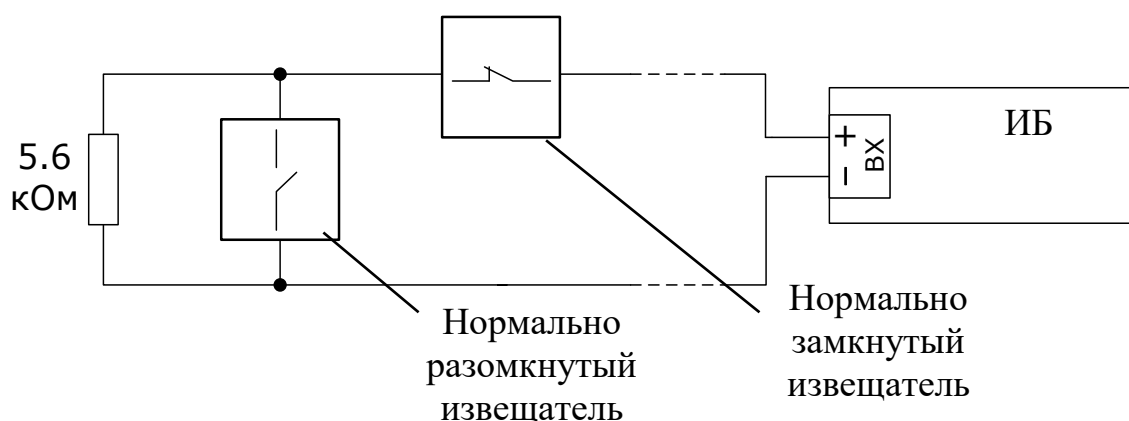 5.6
кОм
+
−
ВХ
ИБ
Нормально
разомкнутый
извещатель
Нормально
замкнутый
извещатель